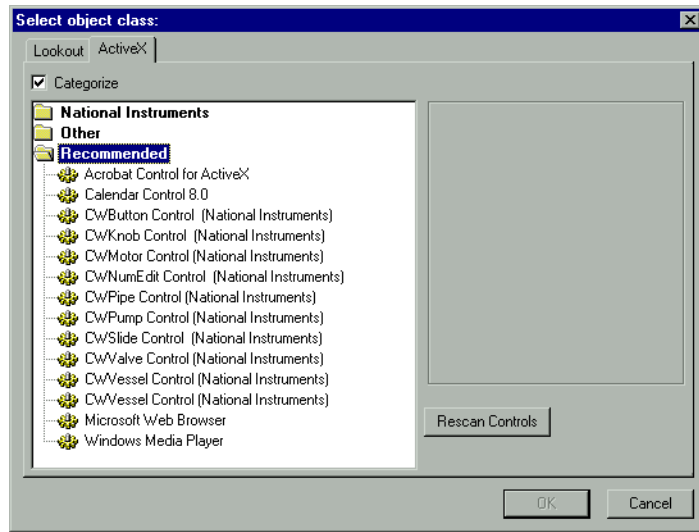 Select object class:
Lookout ActiveX
Categorize
National Instruments
Other
Recommended
Acrobat Control for ActiveX
Calendar Control 8.0
CWButton Control (National Instruments)
CWKnob Control (National Instruments)
CWMotor Control (National Instruments)
CWNumEdit Control (National Instruments)
CWPipe Control (National Instruments)
CWPump Control (National Instruments)
CWSlide Control (National Instruments)
CWValve Control (National Instruments)
CWVessel Control (National Instruments)
CWVessel Control (National Instruments)
Microsoft Web Browser
Windows Media Player
Rescan Controls
OK Cancel